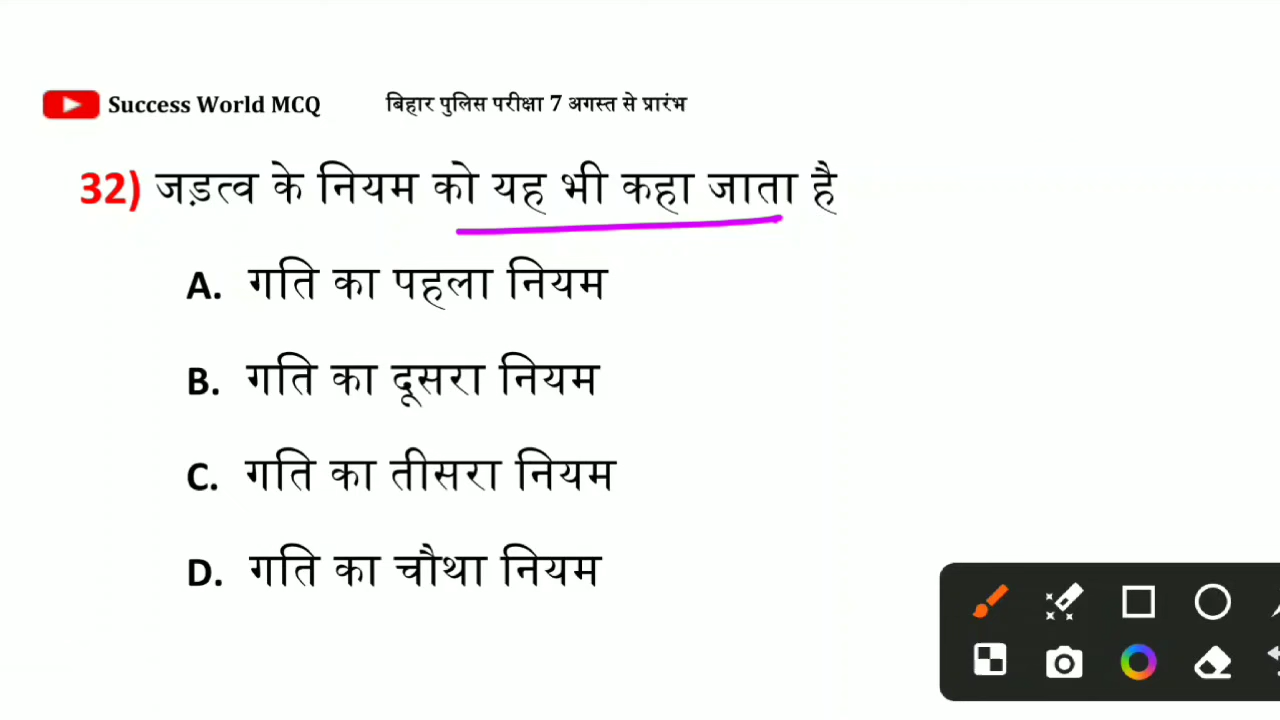 Success World MCQ बिहार पुलिस परीक्षा 7 अगस्त से प्रारंभ
32) जड़त्व के नियम को यह भी कहा जाता है
A. गति का पहला नियम
B. गति का दूसरा नियम
C. गति का तीसरा नियम
D. गति का चौथा नियम